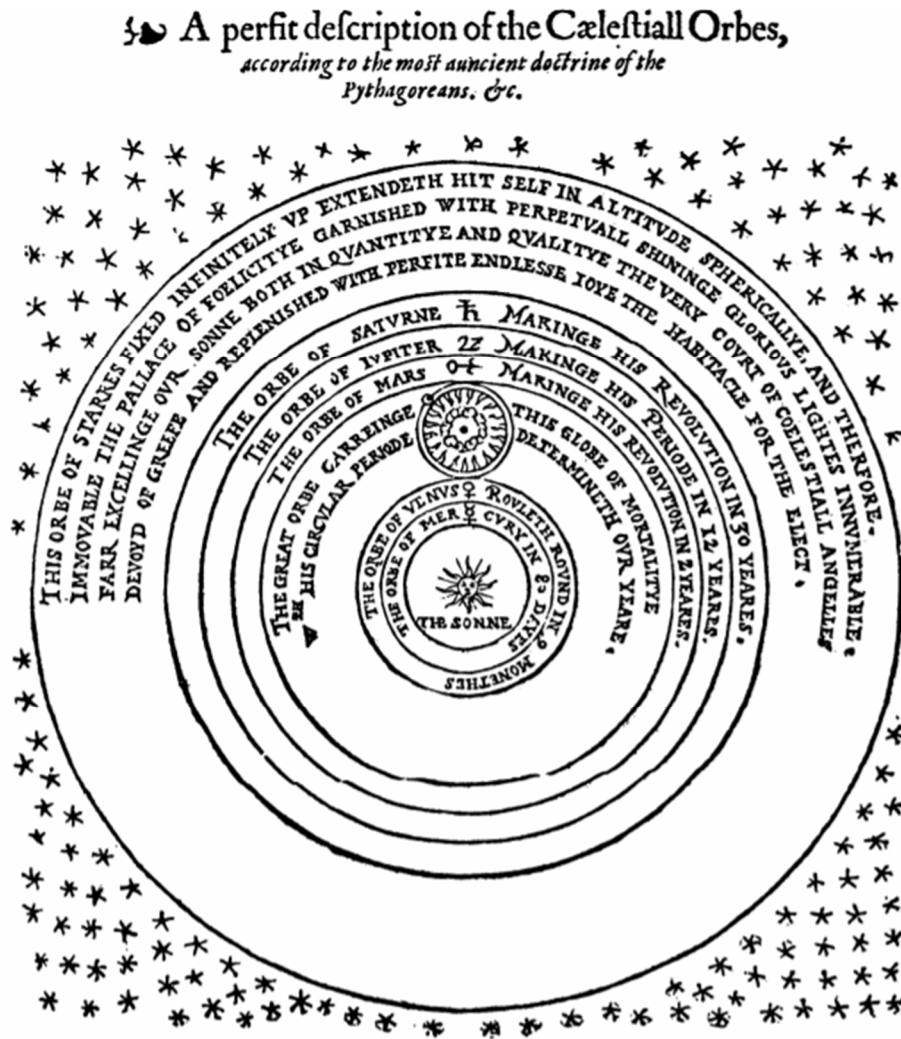 A perfit deſcription of the Cæleſtiall Orbes,
according to the moſt auncient doctrine of the
Pythagoreans. &c.
THIS ORBE OF STARRES FIXED INFINITELY VP EXTENDETH HIT SELF IN ALTITVDE SPHERICALLYE, AND THERFORE
IMMOVABLE THE PALLACE OF FOELICITYE GARNISHED WITH PERPETVALL SHININGE GLORIOVS LIGHTES INNVMERABLE.
FARR EXCELLINGE OVR SONNE BOTH IN QVANTITYE AND QVALITYE THE VERY COVRT OF COELESTIALL ANGELLES
DEVOYD OF GREEFE AND REPLENISHED WITH PERFITE ENDLESSE IOYE THE HABITACLE FOR THE ELECT.
THE ORBE OF SATVRNE ♄ MAKINGE HIS REVOLVTION IN 30 YEARES.
THE ORBE OF IVPITER ♃ MAKINGE HIS PERIODE IN 12 YEARES.
THE ORBE OF MARS ♂ MAKINGE HIS REVOLVTION IN 2 YEARES.
THE GREAT ORBE CARREINGE THIS GLOBE OF MORTALITYE
HIS CIRCVLAR PERIODE DETERMINETH OVR YEARE.
THE ORBE OF VENVS ♀ ROVLETH ROVND IN 9 MONETHES
THE ORBE OF MER ☿ CVRY IN 80 DAYES
THE SONNE